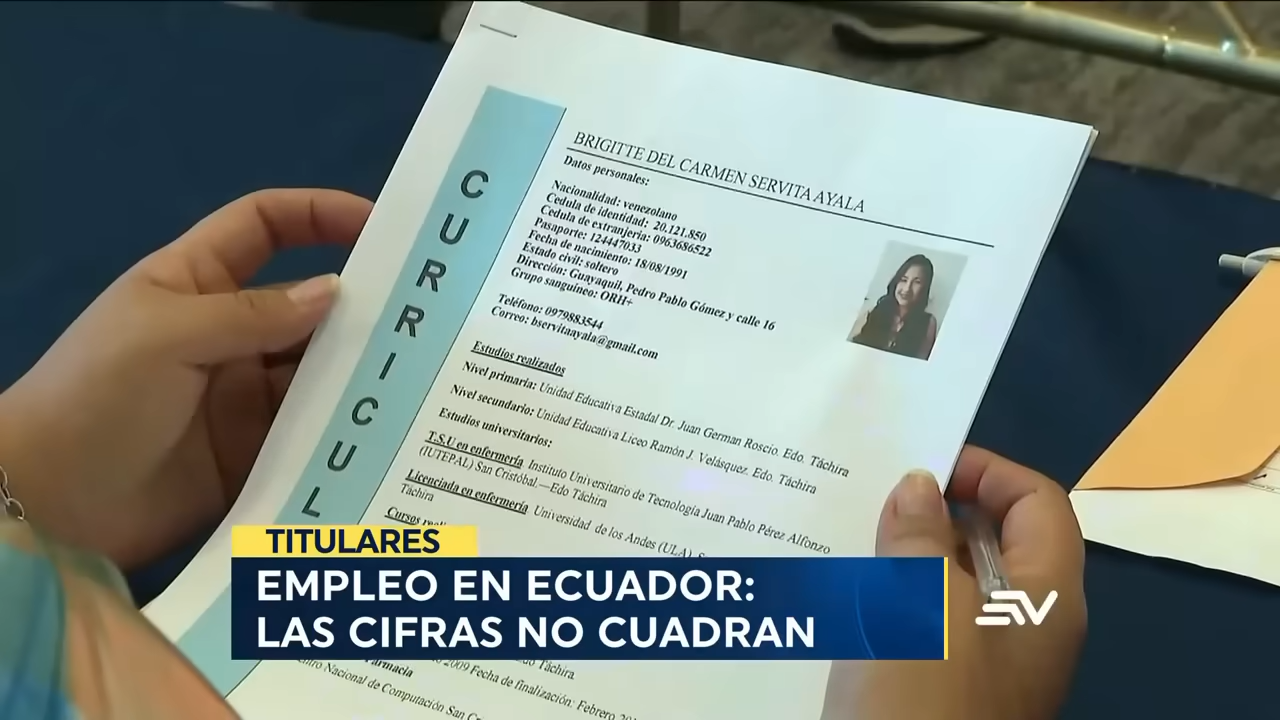 CURRICUL
BRIGITTE DEL CARMEN SERVITA AYALA
Datos personales:
Nacionalidad: venezolano
Cedula de identidad: 20.121.850
Cedula de extranjeria: 0963686522
Pasaporte: 124447033
Fecha de nacimiento: 18/08/1991
Estado civil: soltero
Dirección: Guayaquil, Pedro Pablo Gómez y calle 16
Grupo sanguíneo: ORH+
Teléfono: 0979883544
Correo: bservitaayala@gmail.com
Estudios realizados
Nivel primaria: Unidad Educativa Estadal Dr. Juan German Roscio. Edo. Táchira
Nivel secundario: Unidad Educativa Liceo Ramón J. Velásquez. Edo. Táchira
Estudios universitarios:
T.S.U en enfermería Instituto Universitario de Tecnología Juan Pablo Pérez Alfonzo
(IUTEPAL) San Cristóbal.—Edo Táchira
Licenciada en enfermería Universidad de los Andes (ULA).
Táchira
Cursos
TITULARES
EMPLEO EN ECUADOR:
LAS CIFRAS NO CUADRAN
Táchira
Farmacia
2009 Fecha de finalización: Febrero
Nacional de Computación San